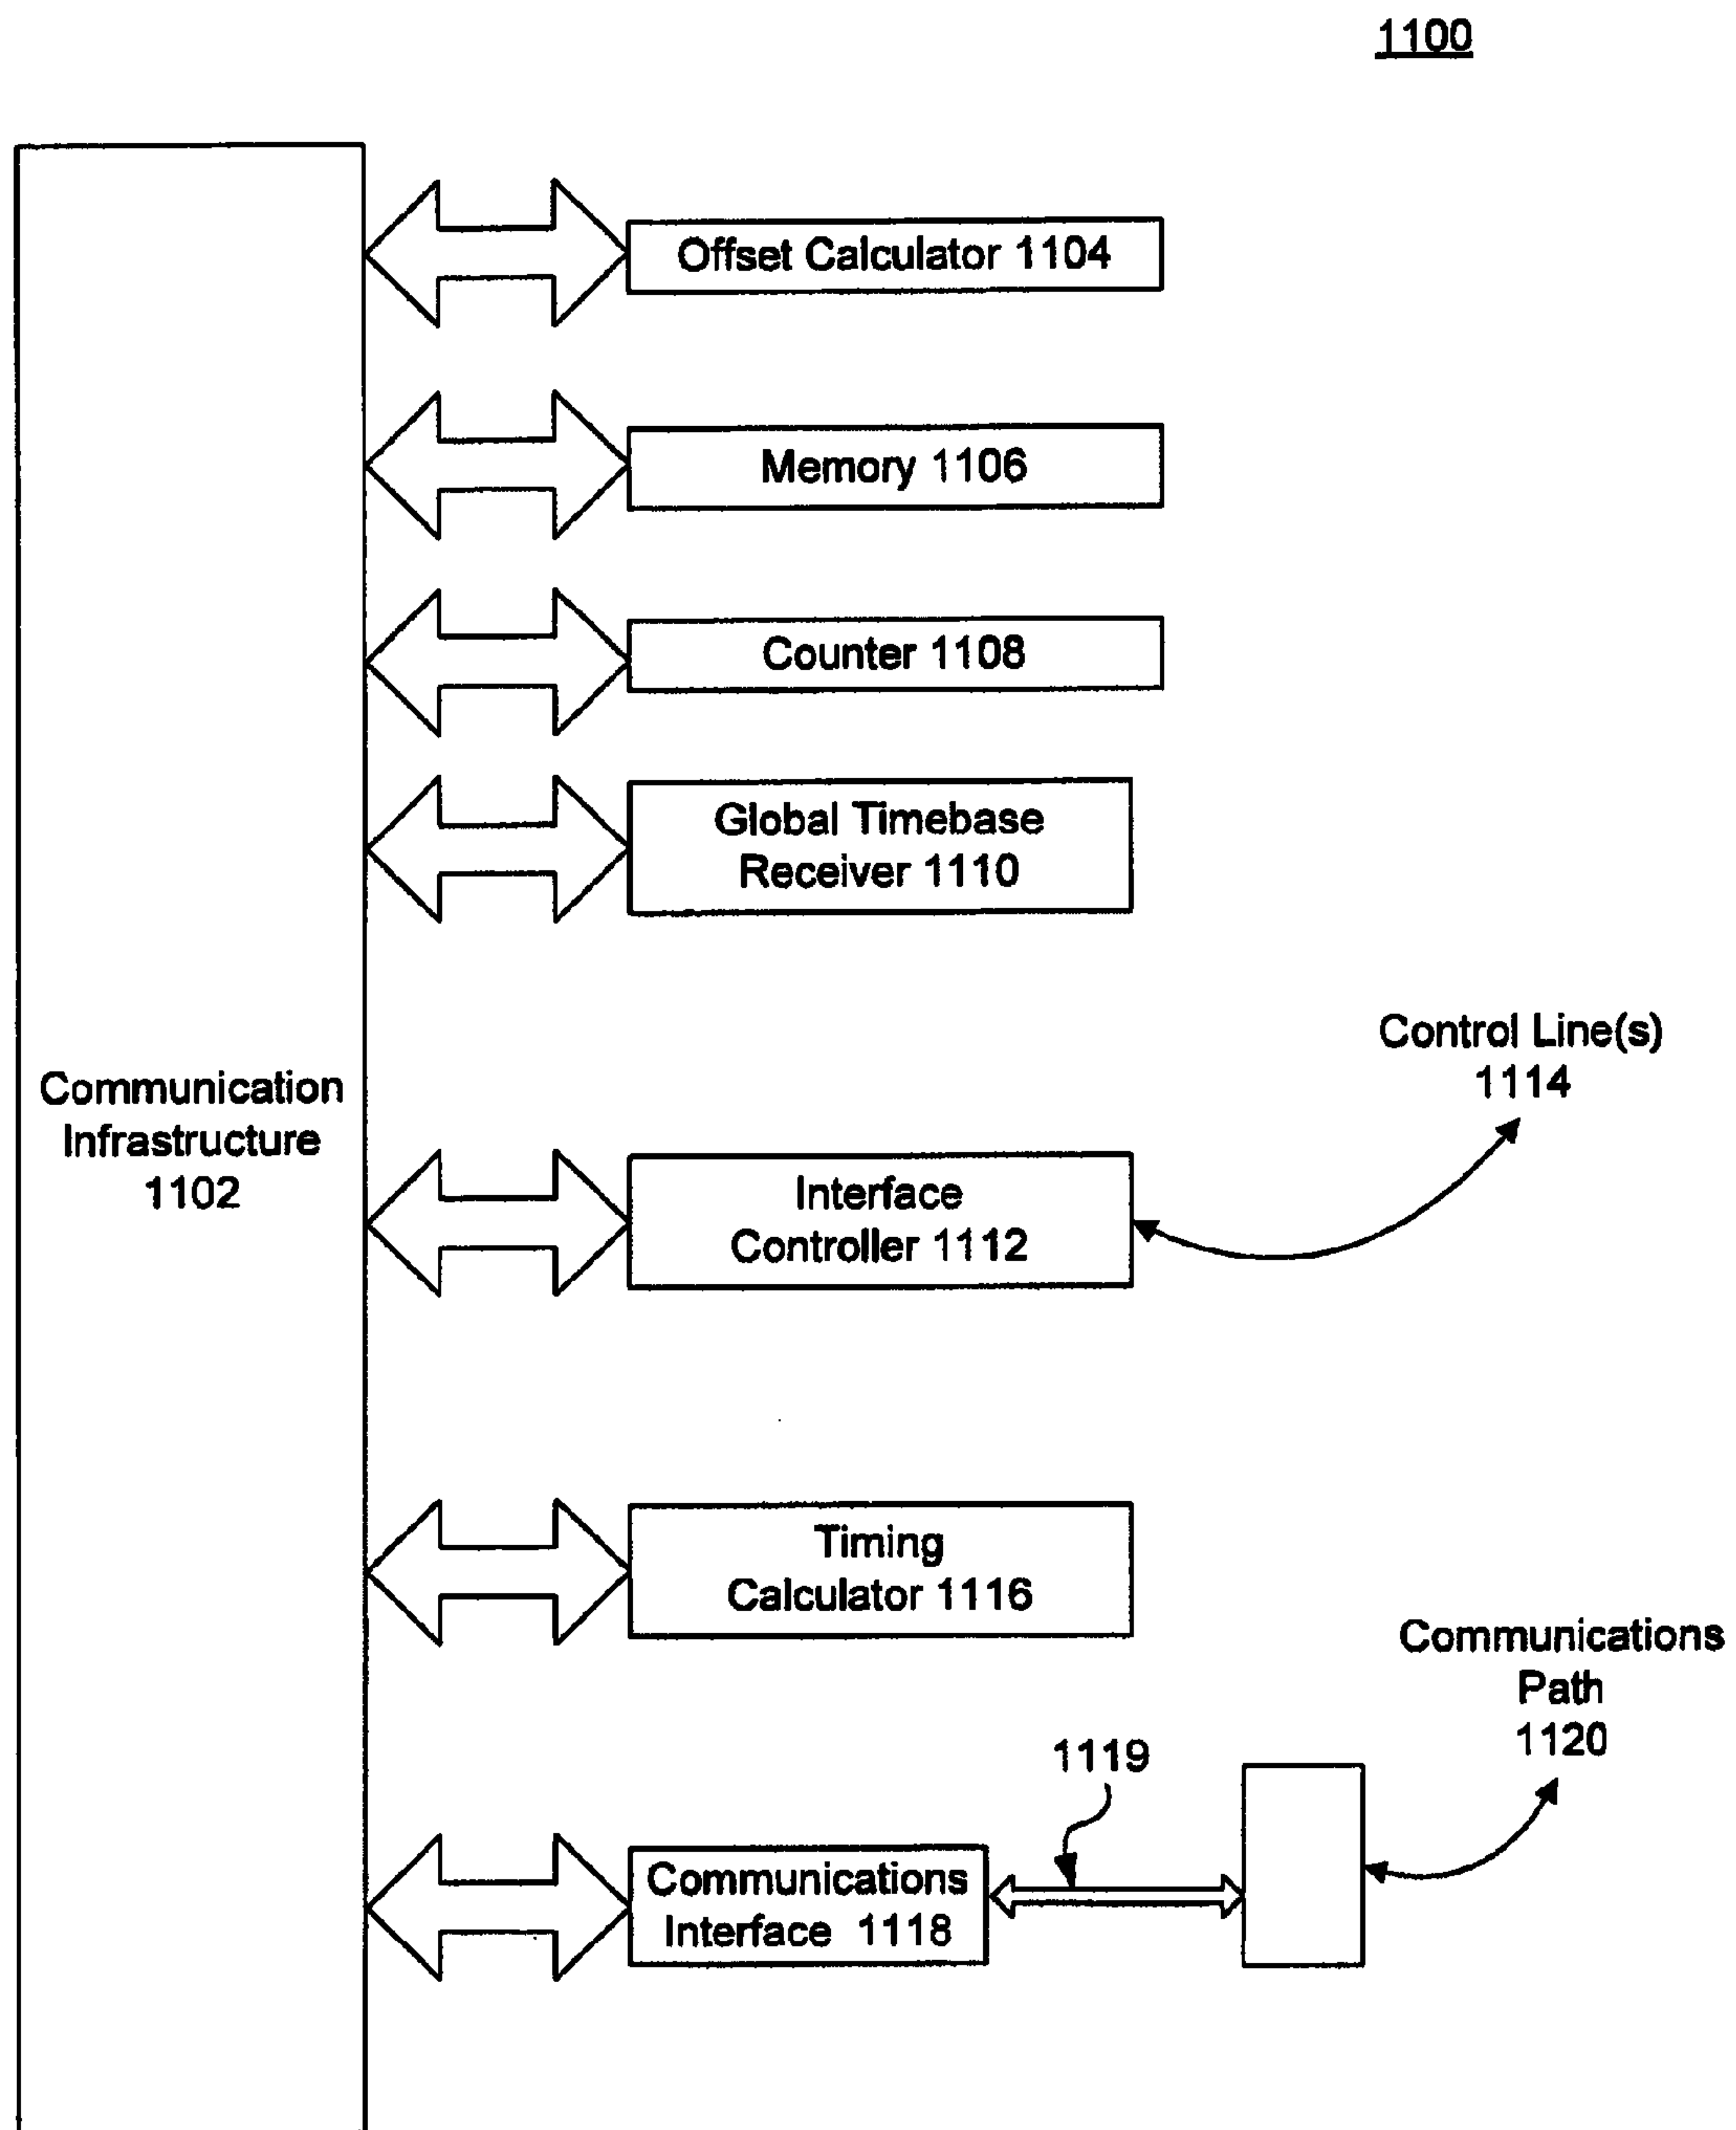 1100
Offset Calculator 1104
Memory 1106
Counter 1108
Global Timebase
Receiver 1110
Communication
Infrastructure
1102
Control Line(s)
1114
Interface
Controller 1112
Timing
Calculator 1116
Communications
Path
1120
1119
Communications
Interface 1118